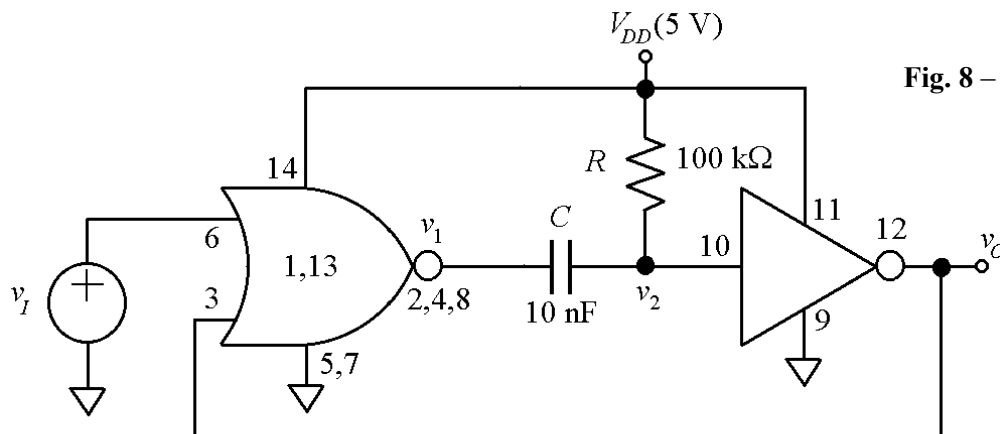 V_DD (5 V)
Fig. 8 –
14
R
100 kΩ
11
6
v_1
C
10
12
v_O
1,13
v_I
+
3
2,4,8
10 nF
v_2
9
5,7